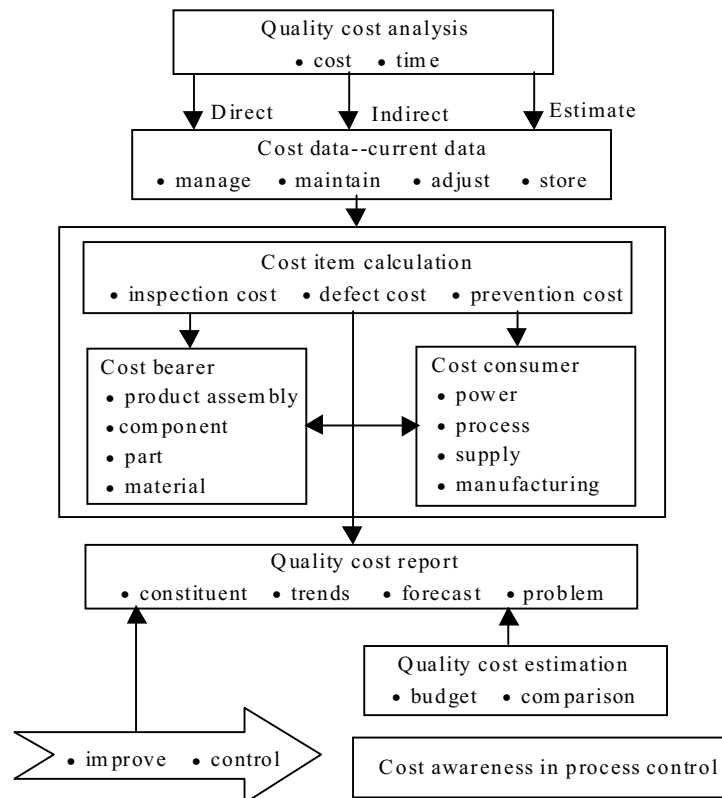 Quality cost analysis
• cost • time
Direct Indirect Estimate
Cost data--current data
• manage • maintain • adjust • store
Cost item calculation
• inspection cost • defect cost • prevention cost
Cost bearer
• product assembly
• component
• part
• material
Cost consumer
• power
• process
• supply
• manufacturing
Quality cost report
• constituent • trends • forecast • problem
Quality cost estimation
• budget • comparison
• improve • control
Cost awareness in process control